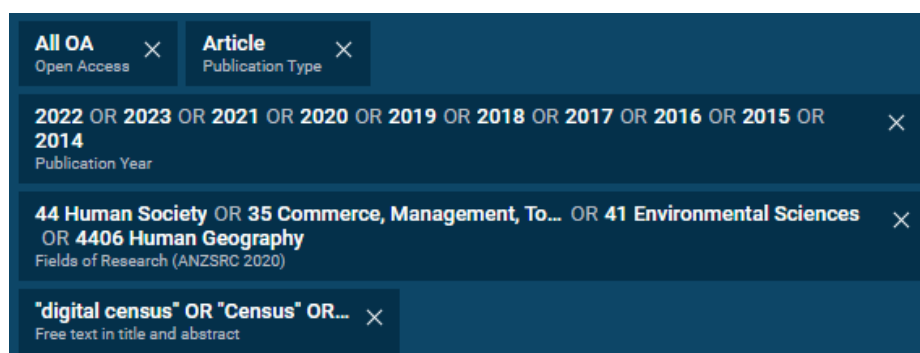 All OA
Open Access
Article
Publication Type
2022 OR 2023 OR 2021 OR 2020 OR 2019 OR 2018 OR 2017 OR 2016 OR 2015 OR
2014
Publication Year
44 Human Society OR 35 Commerce, Management, To... OR 41 Environmental Sciences
OR 4406 Human Geography
Fields of Research (ANZSRC 2020)
"digital census" OR "Census" OR...
Free text in title and abstract